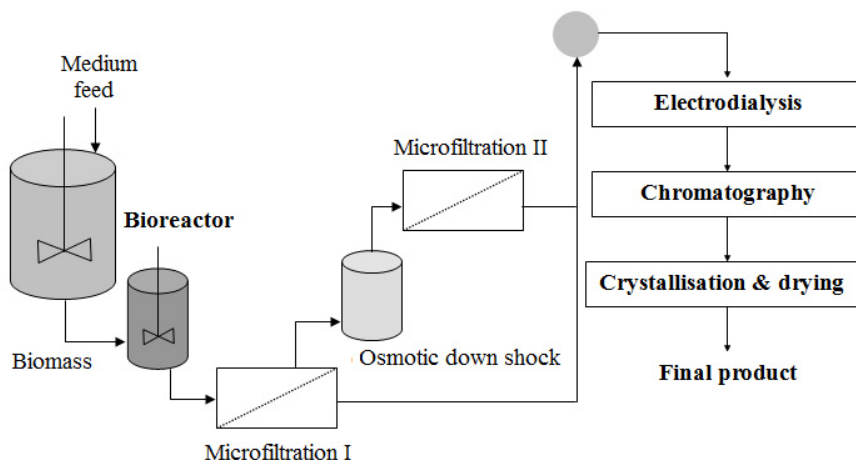 Medium
feed
Bioreactor
Biomass
Microfiltration I
Osmotic down shock
Microfiltration II
Electrodialysis
Chromatography
Crystallisation & drying
Final product